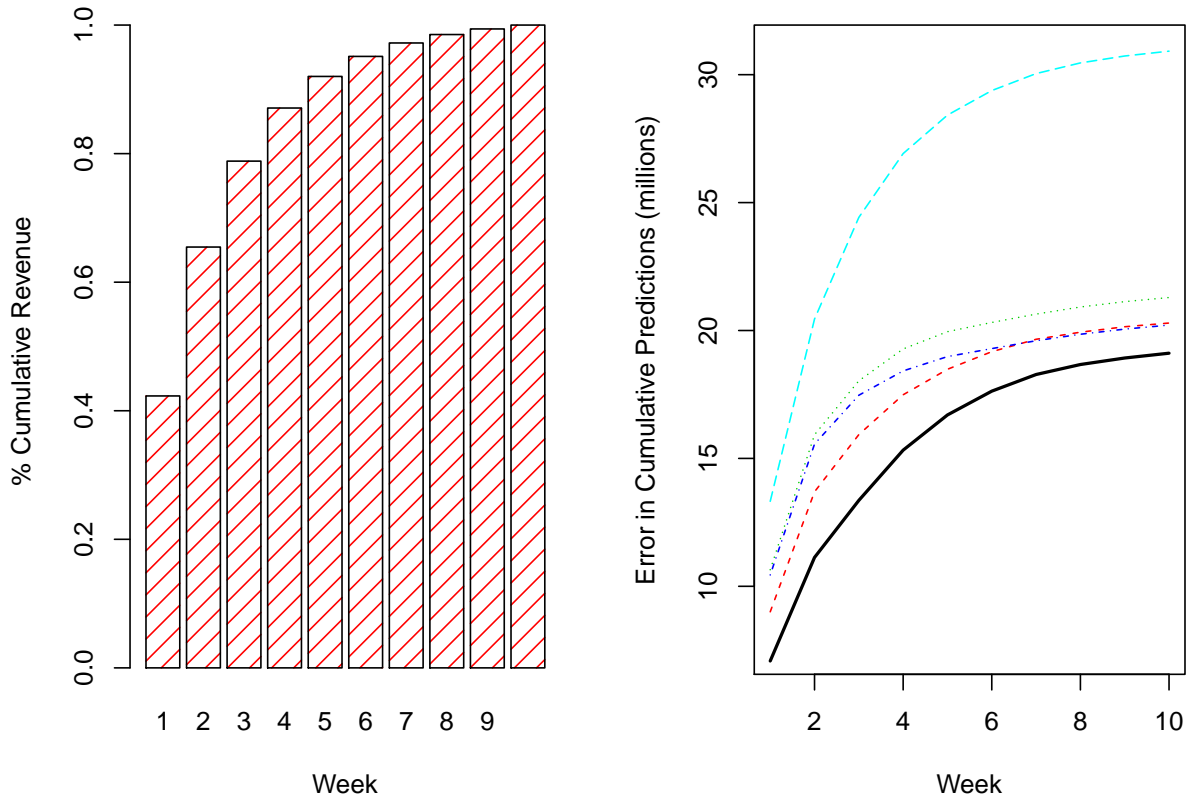 % Cumulative Revenue
0.0
0.2
0.4
0.6
0.8
1.0
1 2 3 4 5 6 7 8 9
Week
Error in Cumulative Predictions (millions)
10
15
20
25
30
2 4 6 8 10
Week